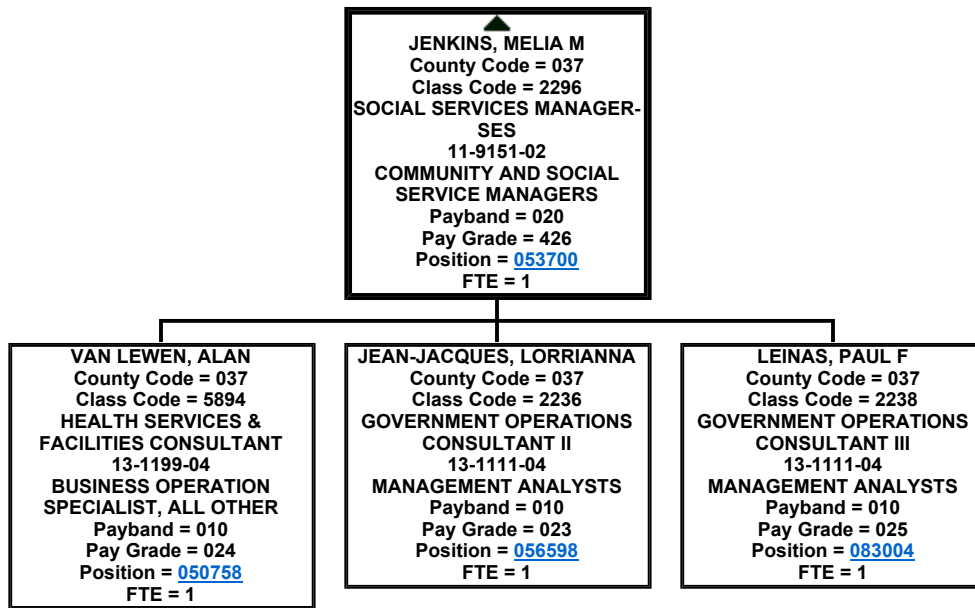 JENKINS, MELIA M
County Code = 037
Class Code = 2296
SOCIAL SERVICES MANAGER-
SES
11-9151-02
COMMUNITY AND SOCIAL
SERVICE MANAGERS
Payband = 020
Pay Grade = 426
Position = 053700
FTE = 1
VAN LEWEN, ALAN
County Code = 037
Class Code = 5894
HEALTH SERVICES &
FACILITIES CONSULTANT
13-1199-04
BUSINESS OPERATION
SPECIALIST, ALL OTHER
Payband = 010
Pay Grade = 024
Position = 050758
FTE = 1
JEAN-JACQUES, LORRIANNA
County Code = 037
Class Code = 2236
GOVERNMENT OPERATIONS
CONSULTANT II
13-1111-04
MANAGEMENT ANALYSTS
Payband = 010
Pay Grade = 023
Position = 056598
FTE = 1
LEINAS, PAUL F
County Code = 037
Class Code = 2238
GOVERNMENT OPERATIONS
CONSULTANT III
13-1111-04
MANAGEMENT ANALYSTS
Payband = 010
Pay Grade = 025
Position = 083004
FTE = 1